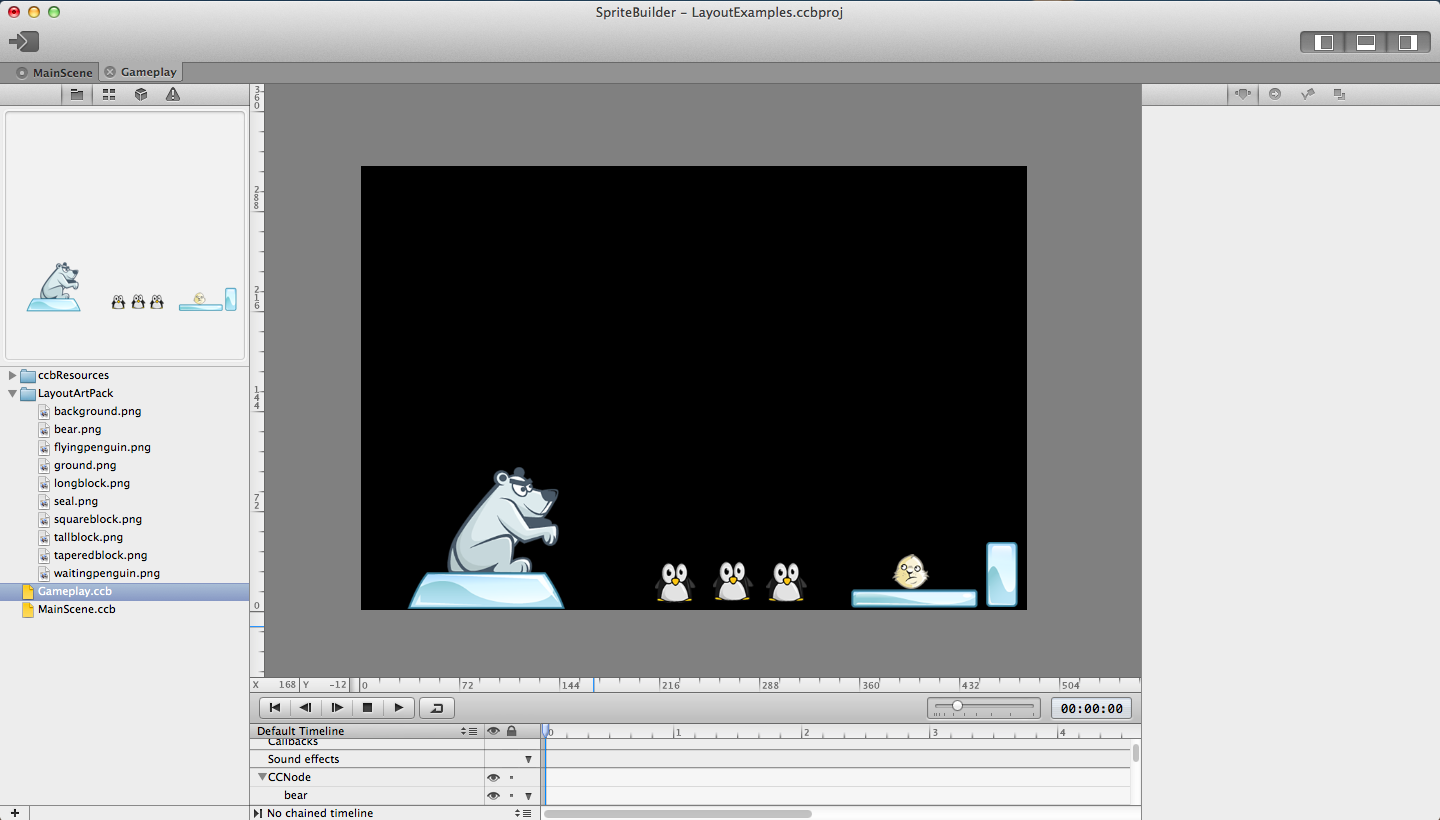 SpriteBuilder – LayoutExamples.ccbproj
MainScene
Gameplay
ccbResources
LayoutArtPack
background.png
bear.png
flyingpenguin.png
ground.png
longblock.png
seal.png
squareblock.png
tallblock.png
taperedblock.png
waitingpenguin.png
Gameplay.ccb
MainScene.ccb
360
288
216
144
72
0
X 168 Y -12 0 72 144 216 288 360 432 504
00:00:00
Default Timeline 0 1 2 3 4
Callbacks
Sound effects
CCNode
bear
No chained timeline